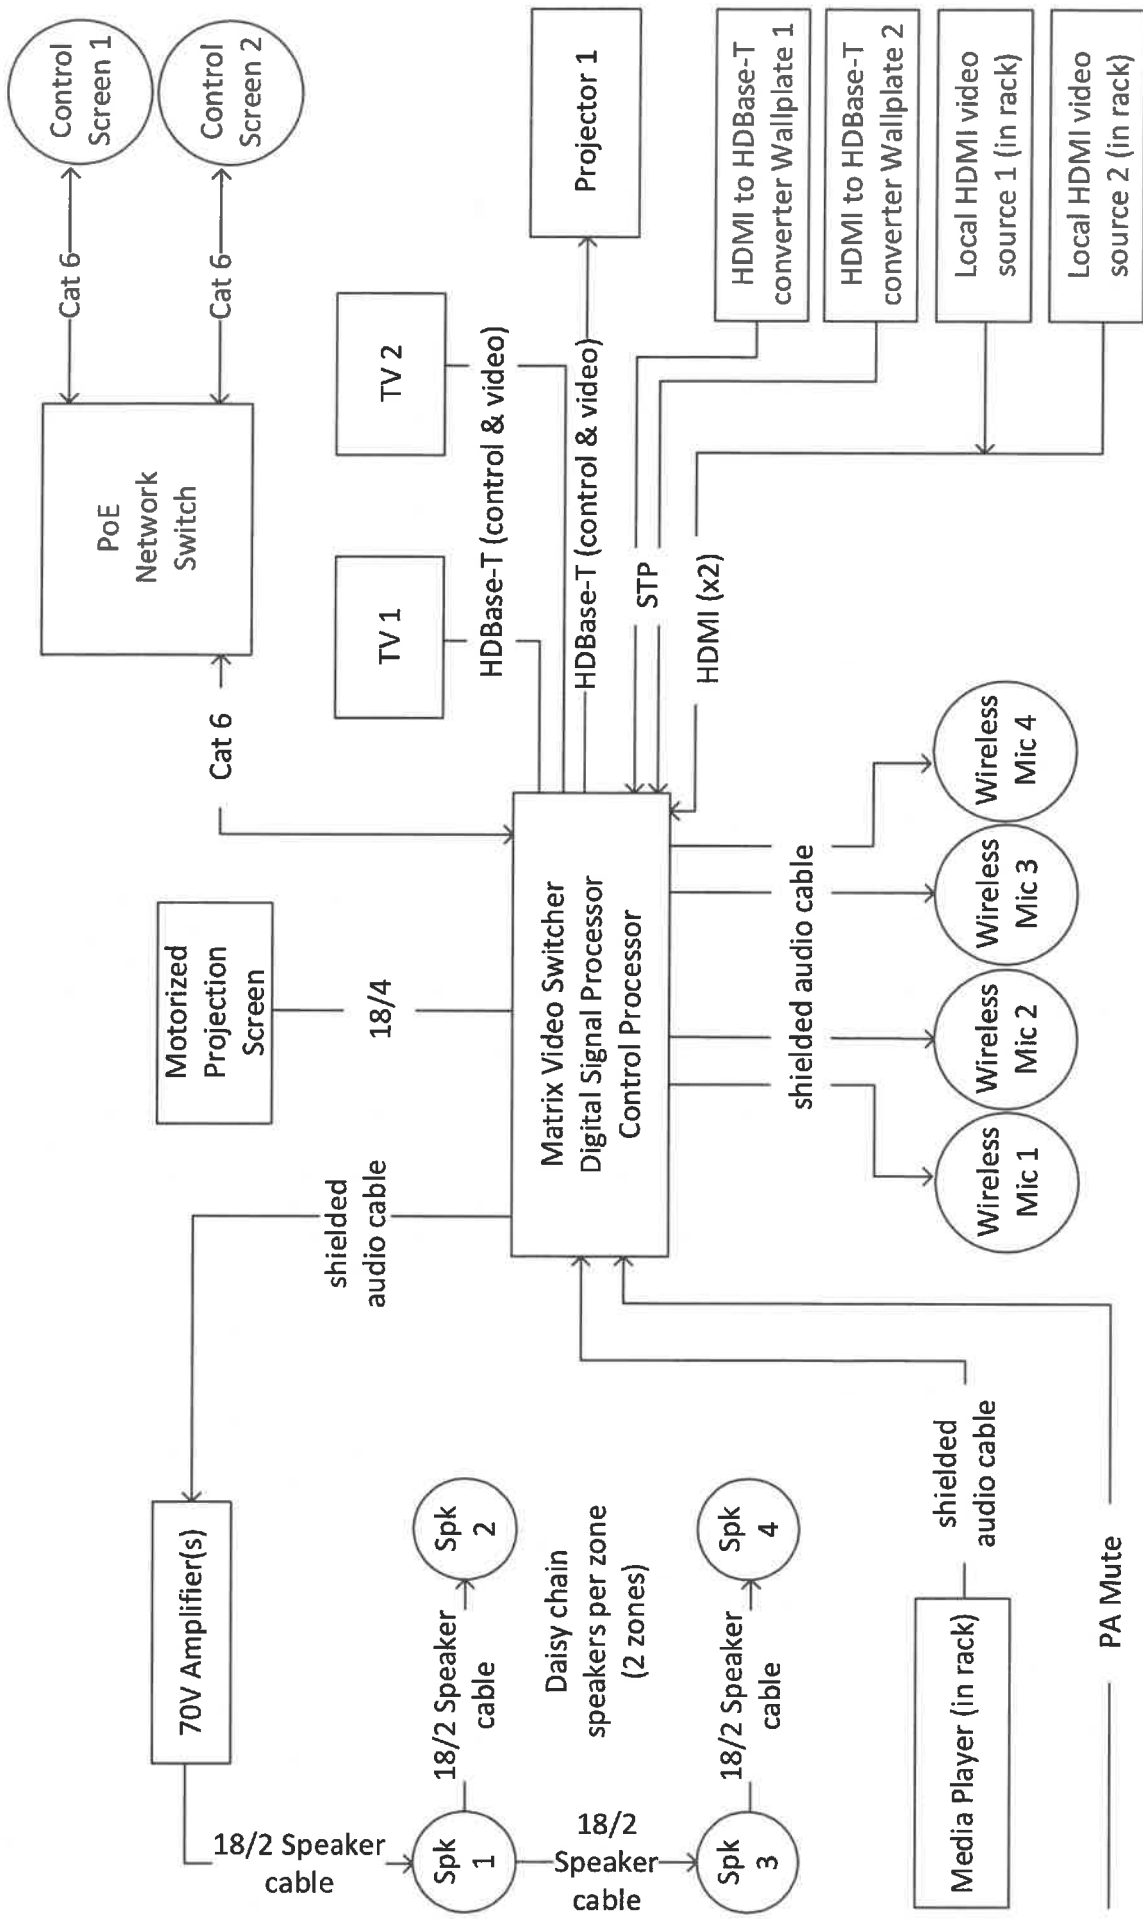 70V Amplifier(s)
18/2 Speaker
cable
Spk
1
18/2 Speaker
cable
Spk
2
18/2
Speaker
cable
Spk
3
18/2 Speaker
cable
Spk
4
Daisy chain
speakers per zone
(2 zones)
Media Player (in rack)
shielded
audio cable
PA Mute
shielded
audio cable
Motorized
Projection
Screen
18/4
Matrix Video Switcher
Digital Signal Processor
Control Processor
shielded audio cable
Wireless
Mic 1
Wireless
Mic 2
Wireless
Mic 3
Wireless
Mic 4
Cat 6
PoE
Network
Switch
Cat 6
Cat 6
Control
Screen 1
Control
Screen 2
TV 1
TV 2
HDBase-T (control & video)
HDBase-T (control & video)
Projector 1
STP
HDMI (x2)
HDMI to HDBase-T
converter Wallplate 1
HDMI to HDBase-T
converter Wallplate 2
Local HDMI video
source 1 (in rack)
Local HDMI video
source 2 (in rack)